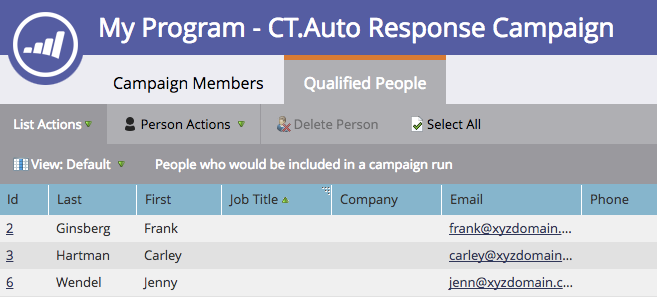 My Program - CT.Auto Response Campaign
Campaign Members Qualified People
List Actions Person Actions Delete Person Select All
View: Default People who would be included in a campaign run
Id Last First Job Title Company Email Phone
2 Ginsberg Frank frank@xyzdomain....
3 Hartman Carley carley@xyzdomain...
6 Wendel Jenny jenn@xyzdomain.c...